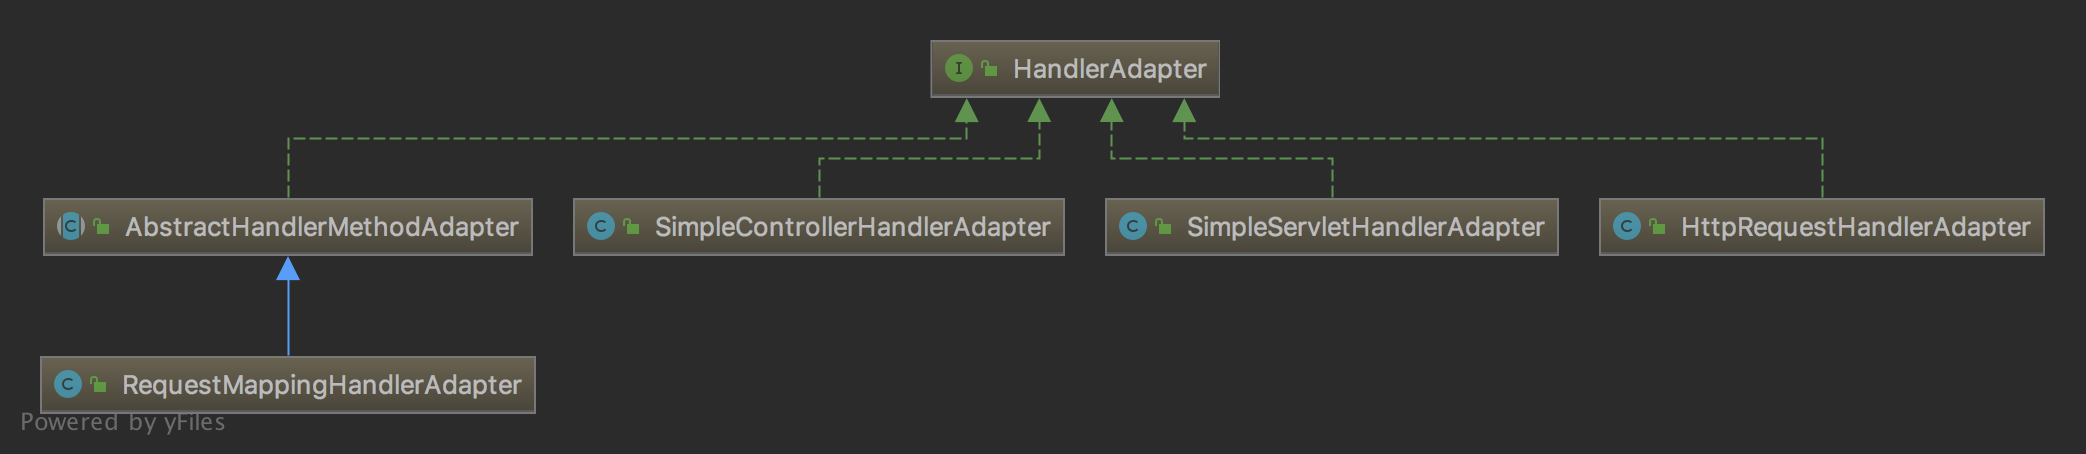 I HandlerAdapter
C AbstractHandlerMethodAdapter
C SimpleControllerHandlerAdapter
C SimpleServletHandlerAdapter
C HttpRequestHandlerAdapter
C RequestMappingHandlerAdapter
Powered by yFiles